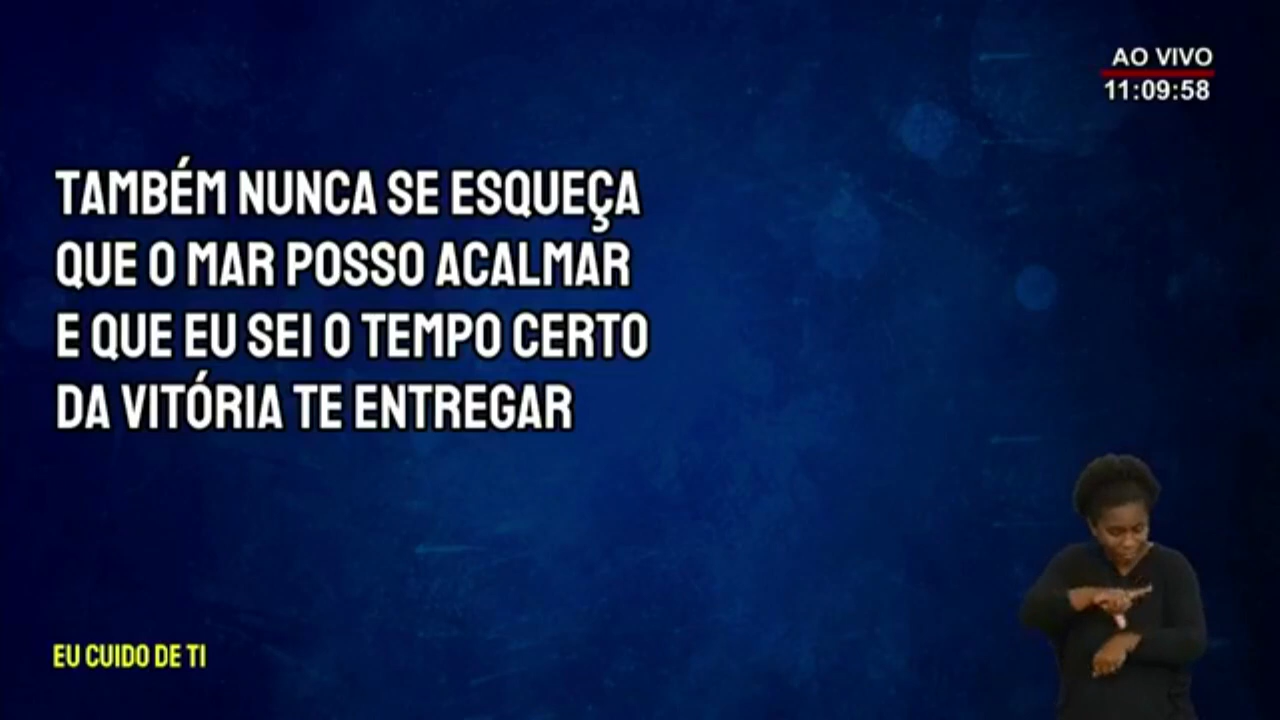 AO VIVO
11:09:58
TAMBÉM NUNCA SE ESQUEÇA
QUE O MAR POSSO ACALMAR
E QUE EU SEI O TEMPO CERTO
DA VITÓRIA TE ENTREGAR
EU CUIDO DE TI